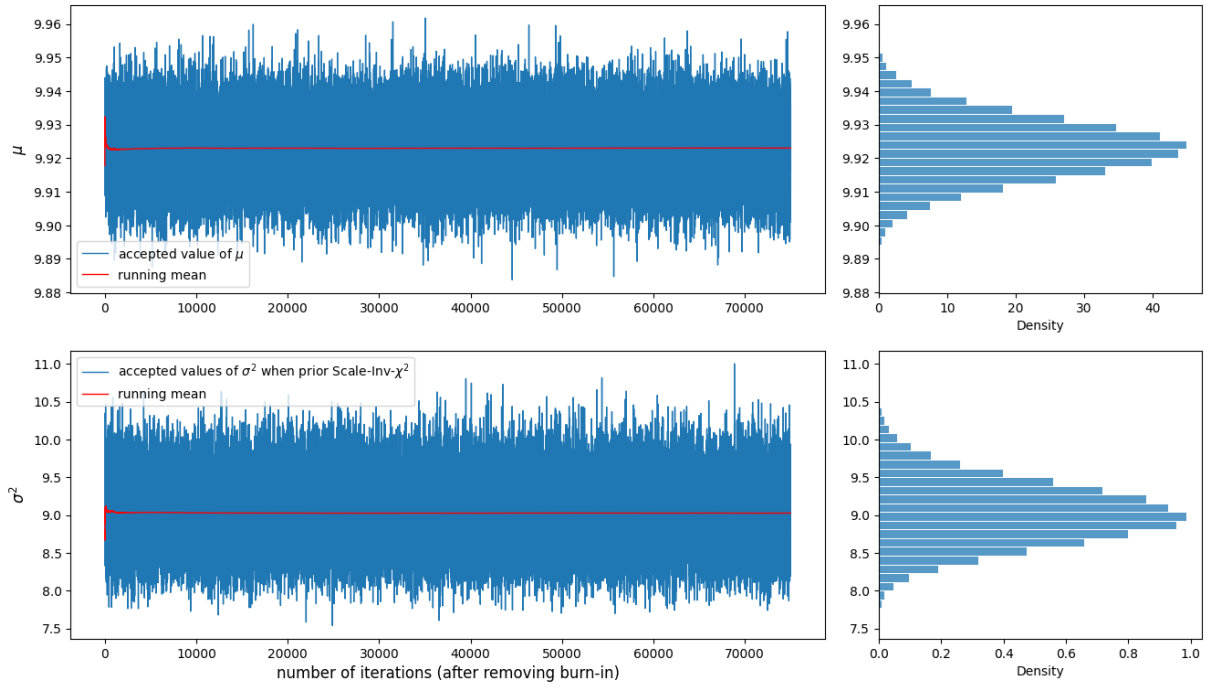 9.96
9.95
9.94
9.93
9.92
9.91
9.90
9.89
9.88
μ
accepted value of μ
running mean
0 10000 20000 30000 40000 50000 60000 70000
9.96
9.95
9.94
9.93
9.92
9.91
9.90
9.89
9.88
0 10 20 30 40
Density
11.0
10.5
10.0
9.5
9.0
8.5
8.0
7.5
σ²
accepted values of σ² when prior Scale-Inv-χ²
running mean
0 10000 20000 30000 40000 50000 60000 70000
number of iterations (after removing burn-in)
11.0
10.5
10.0
9.5
9.0
8.5
8.0
7.5
0.0 0.2 0.4 0.6 0.8 1.0
Density